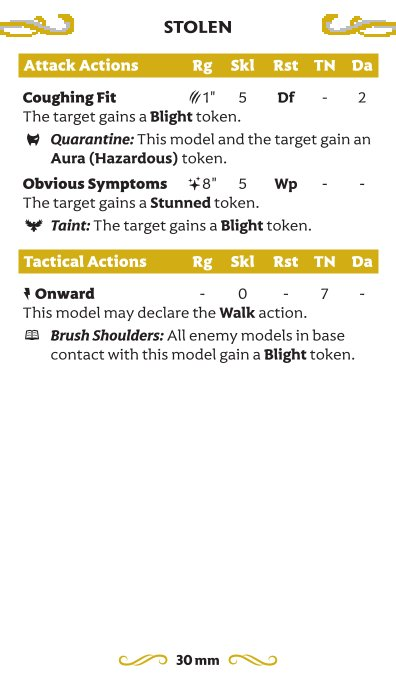 STOLEN
Attack Actions Rg Skl Rst TN Da
Coughing Fit 1" 5 Df - 2
The target gains a Blight token.
Quarantine: This model and the target gain an
Aura (Hazardous) token.
Obvious Symptoms 8" 5 Wp - -
The target gains a Stunned token.
Taint: The target gains a Blight token.
Tactical Actions Rg Skl Rst TN Da
Onward - 0 - 7 -
This model may declare the Walk action.
Brush Shoulders: All enemy models in base
contact with this model gain a Blight token.
30 mm